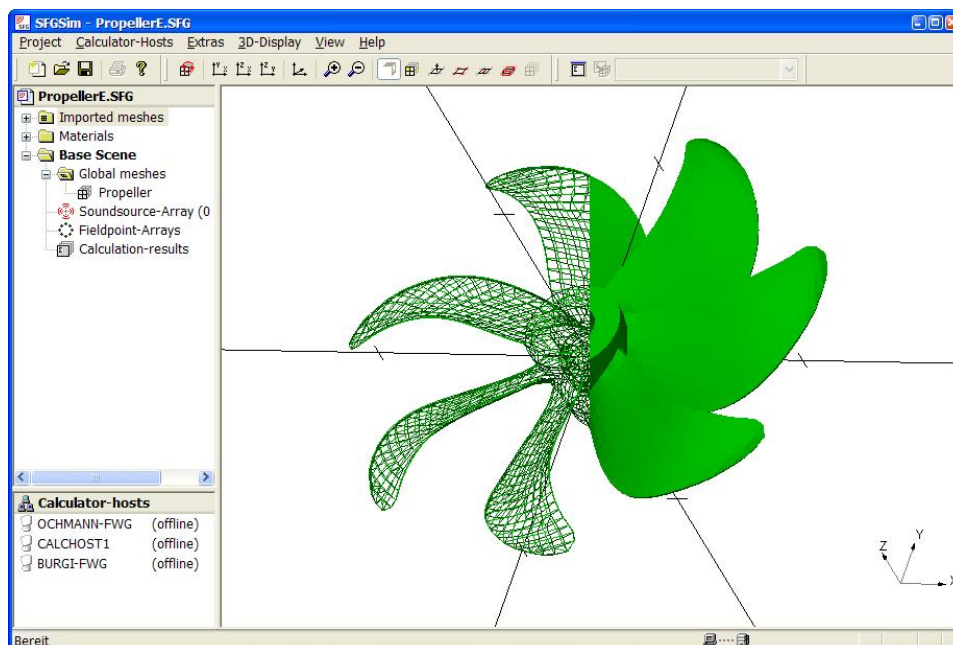 SFGSim - PropellerE.SFG
Project Calculator-Hosts Extras 3D-Display View Help
PropellerE.SFG
Imported meshes
Materials
Base Scene
Global meshes
Propeller
Soundsource-Array (0
Fieldpoint-Arrays
Calculation-results
Calculator-hosts
OCHMANN-FWG (offline)
CALCHOST1 (offline)
BURGI-FWG (offline)
Z
Y
X
Bereit